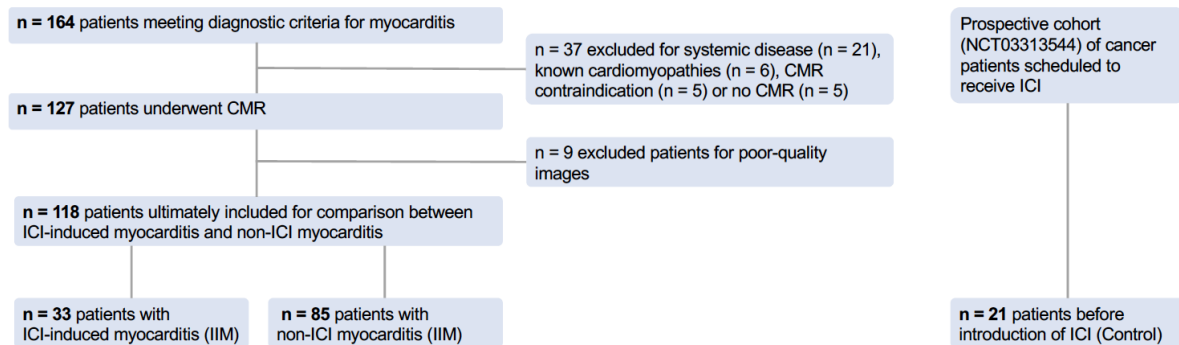 n = 164 patients meeting diagnostic criteria for myocarditis
n = 37 excluded for systemic disease (n = 21),
known cardiomyopathies (n = 6), CMR
contraindication (n = 5) or no CMR (n = 5)
n = 127 patients underwent CMR
n = 9 excluded patients for poor-quality
images
n = 118 patients ultimately included for comparison between
ICI-induced myocarditis and non-ICI myocarditis
n = 33 patients with
ICI-induced myocarditis (IIM)
n = 85 patients with
non-ICI myocarditis (IIM)
Prospective cohort
(NCT03313544) of cancer
patients scheduled to
receive ICI
n = 21 patients before
introduction of ICI (Control)